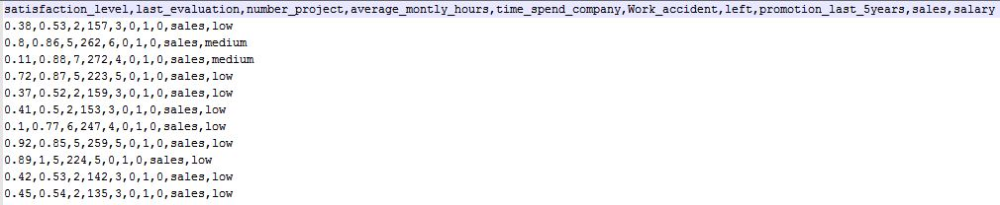 satisfaction_level,last_evaluation,number_project,average_montly_hours,time_spend_company,Work_accident,left,promotion_last_5years,sales,salary
0.38,0.53,2,157,3,0,1,0,sales,low
0.8,0.86,5,262,6,0,1,0,sales,medium
0.11,0.88,7,272,4,0,1,0,sales,medium
0.72,0.87,5,223,5,0,1,0,sales,low
0.37,0.52,2,159,3,0,1,0,sales,low
0.41,0.5,2,153,3,0,1,0,sales,low
0.1,0.77,6,247,4,0,1,0,sales,low
0.92,0.85,5,259,5,0,1,0,sales,low
0.89,1,5,224,5,0,1,0,sales,low
0.42,0.53,2,142,3,0,1,0,sales,low
0.45,0.54,2,135,3,0,1,0,sales,low